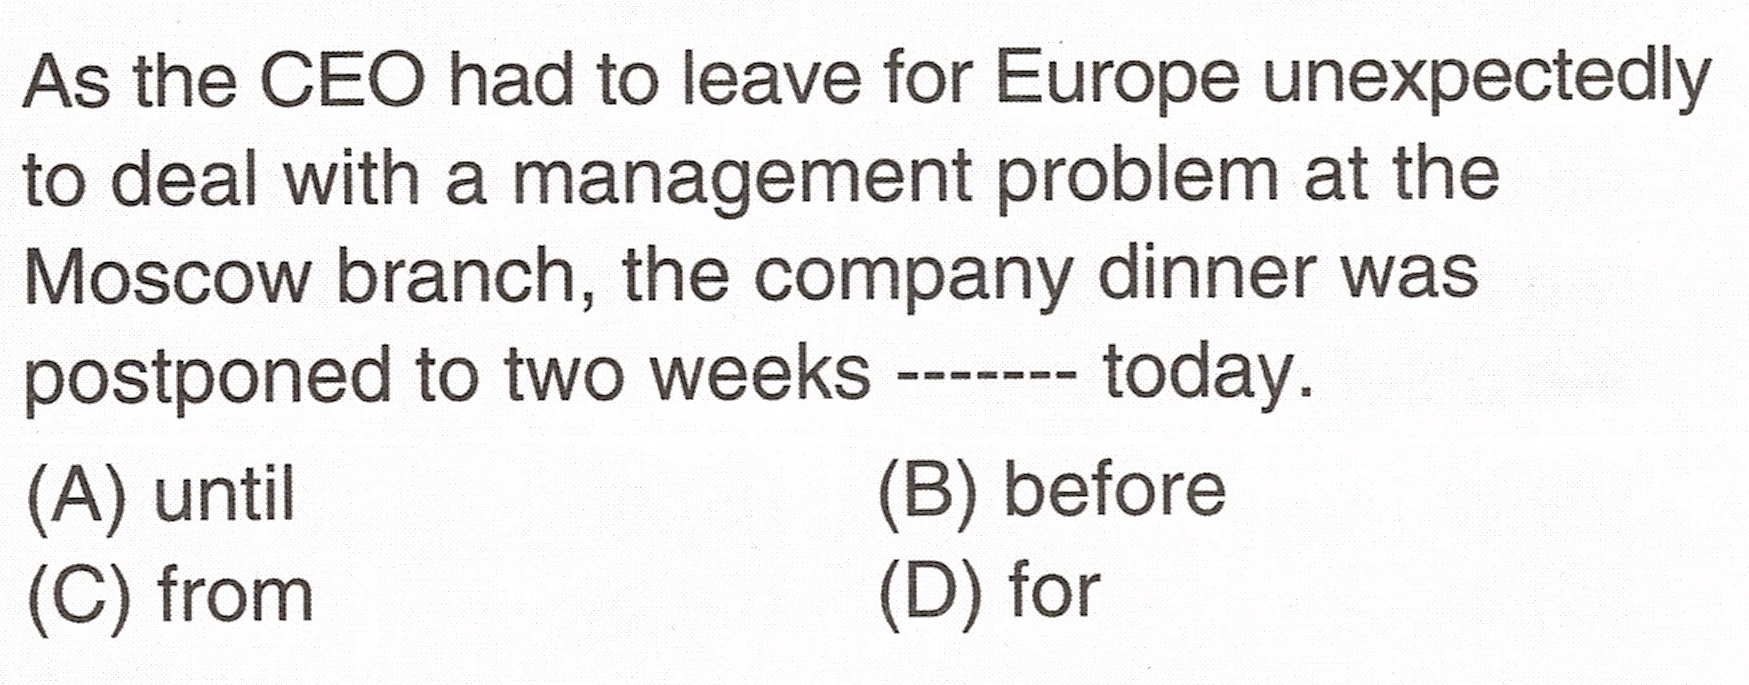 As the CEO had to leave for Europe unexpectedly
to deal with a management problem at the
Moscow branch, the company dinner was
postponed to two weeks ------- today.
(A) until (B) before
(C) from (D) for